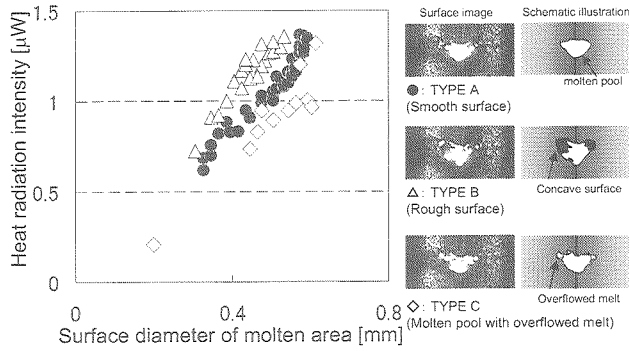 Heat radiation intensity [µW]
1.5
1
0.5
0
0
0.4
0.8
Surface diameter of molten area [mm]
Surface image
Schematic illustration
molten pool
●: TYPE A
(Smooth surface)
△: TYPE B
(Rough surface)
Concave surface
Overflowed melt
◇: TYPE C
(Molten pool with overflowed melt)